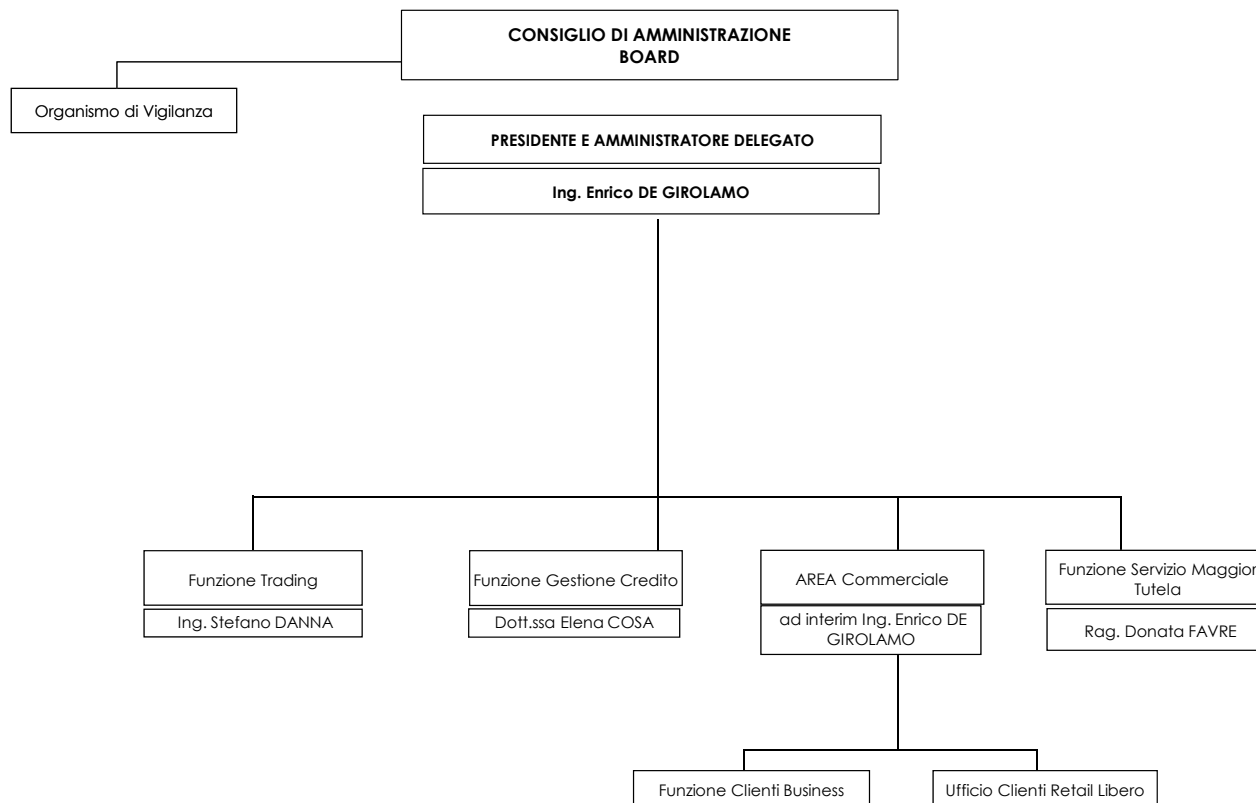 CONSIGLIO DI AMMINISTRAZIONE
BOARD
Organismo di Vigilanza
PRESIDENTE E AMMINISTRATORE DELEGATO
Ing. Enrico DE GIROLAMO
Funzione Trading
Ing. Stefano DANNA
Funzione Gestione Credito
Dott.ssa Elena COSA
AREA Commerciale
ad interim Ing. Enrico DE
GIROLAMO
Funzione Servizio Maggior
Tutela
Rag. Donata FAVRE
Funzione Clienti Business
Ufficio Clienti Retail Libero